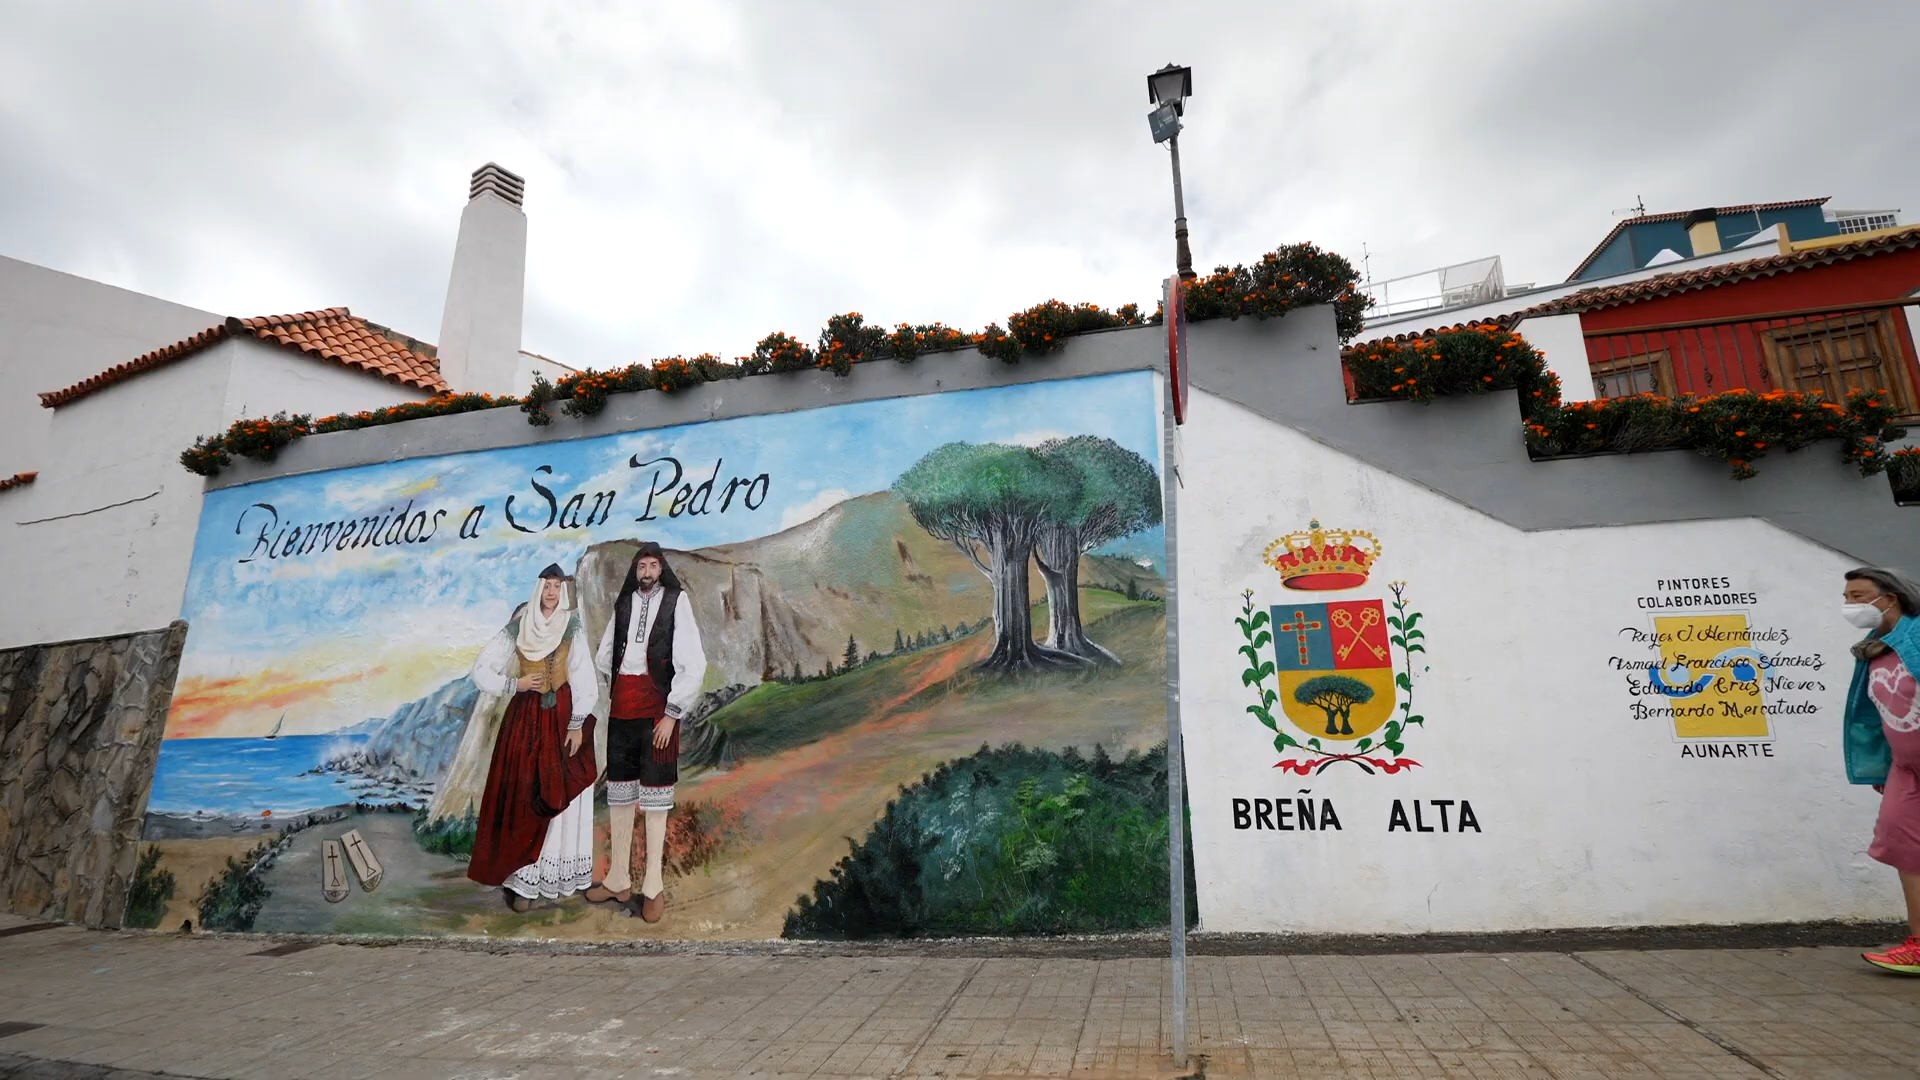 Bienvenidos a San Pedro
BREÑA ALTA
PINTORES
COLABORADORES
Reyes J. Hernández
Ismael Francisco Sánchez
Eduardo Cruz Nieves
Bernardo Mercatudo
AUNARTE